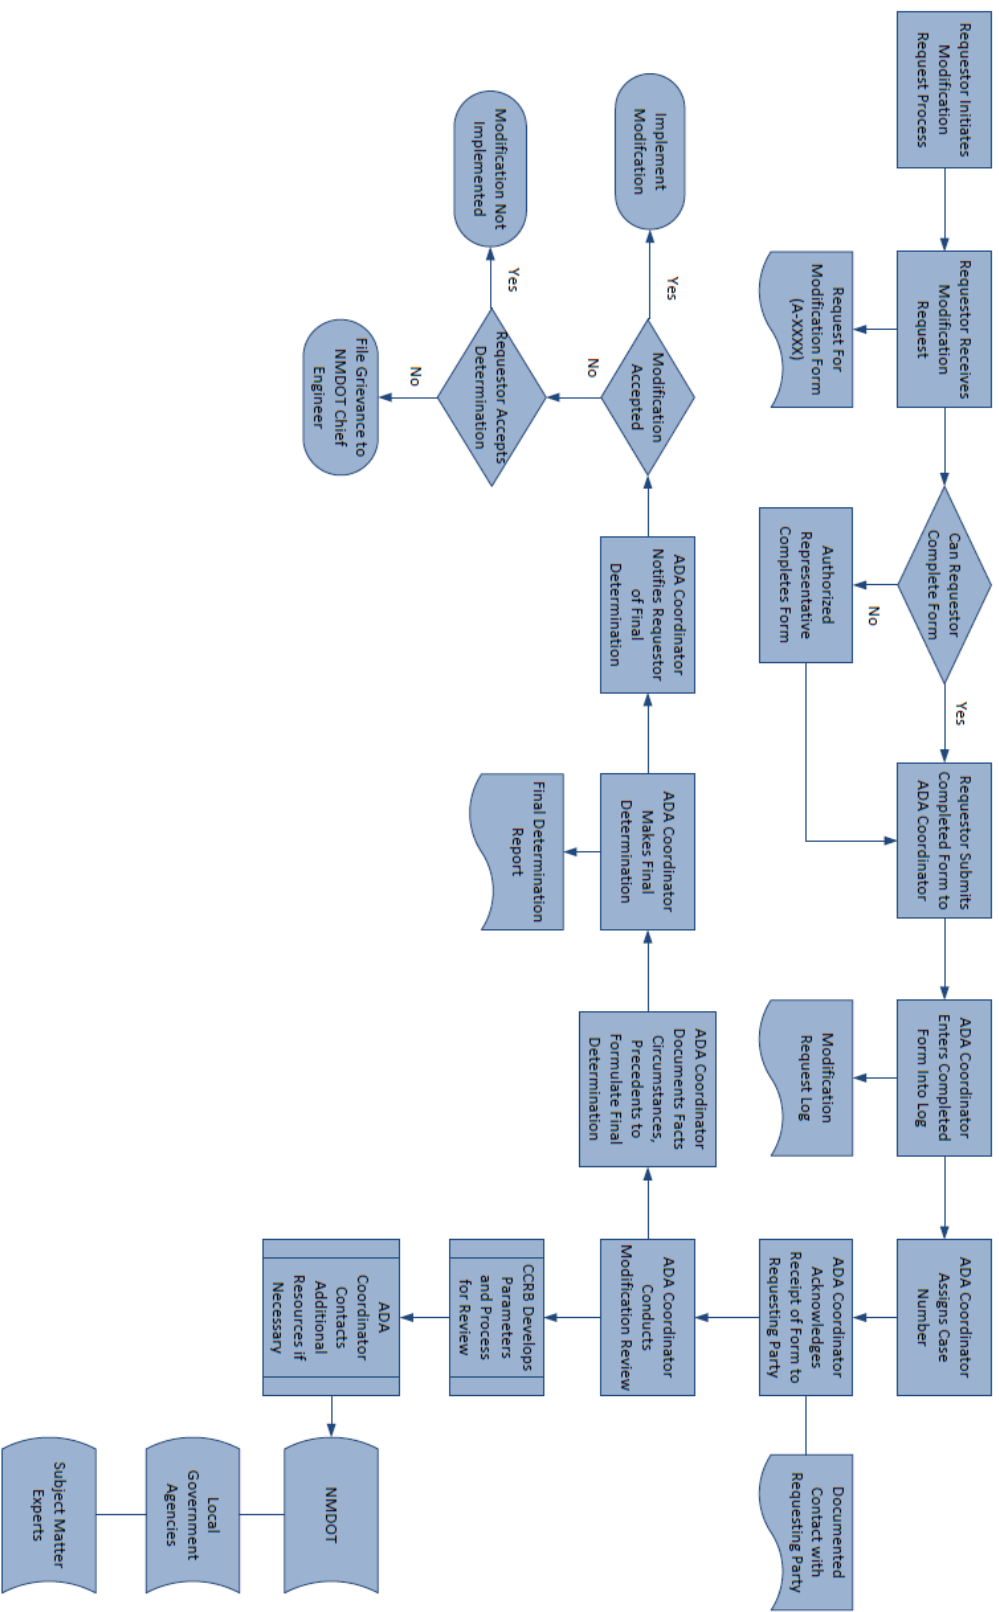 Requestor Initiates
Modification
Request Process
Requestor Receives
Modification
Request
Request For
Modification Form
(A-XXXX)
Can Requestor
Complete Form
No
Authorized
Representative
Completes Form
Yes
Requestor Submits
Completed Form to
ADA Coordinator
ADA Coordinator
Enters Completed
Form Into Log
Modification
Request Log
ADA Coordinator
Assigns Case
Number
ADA Coordinator
Acknowledges
Receipt of Form to
Requesting Party
Documented
Contact with
Requesting Party
ADA Coordinator
Conducts
Modification Review
CCRB Develops
Parameters
and Process
for Review
ADA
Coordinator
Contacts
Additional
Resources if
Necessary
NMDOT
Local
Government
Agencies
Subject Matter
Experts
ADA Coordinator
Documents Facts
Circumstances,
Precedents to
Formulate Final
Determination
ADA Coordinator
Makes Final
Determination
Final Determination
Report
ADA Coordinator
Notifies Requestor
of Final
Determination
Modification
Accepted
Yes
Implement
Modifcation
No
Requestor Accepts
Determination
Yes
Modification Not
Implemented
No
File Grievance to
NMDOT Chief
Engineer